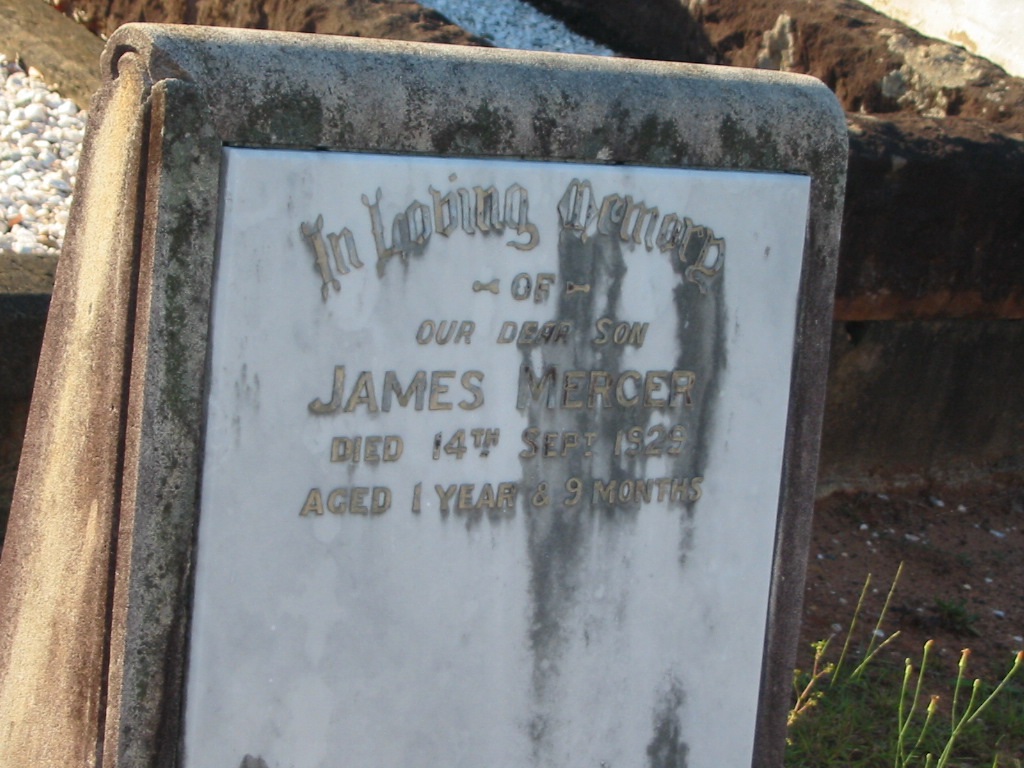 In Loving Memory
OF
OUR DEAR SON
JAMES MERCER
DIED 14TH SEPT. 1929
AGED 1 YEAR & 9 MONTHS